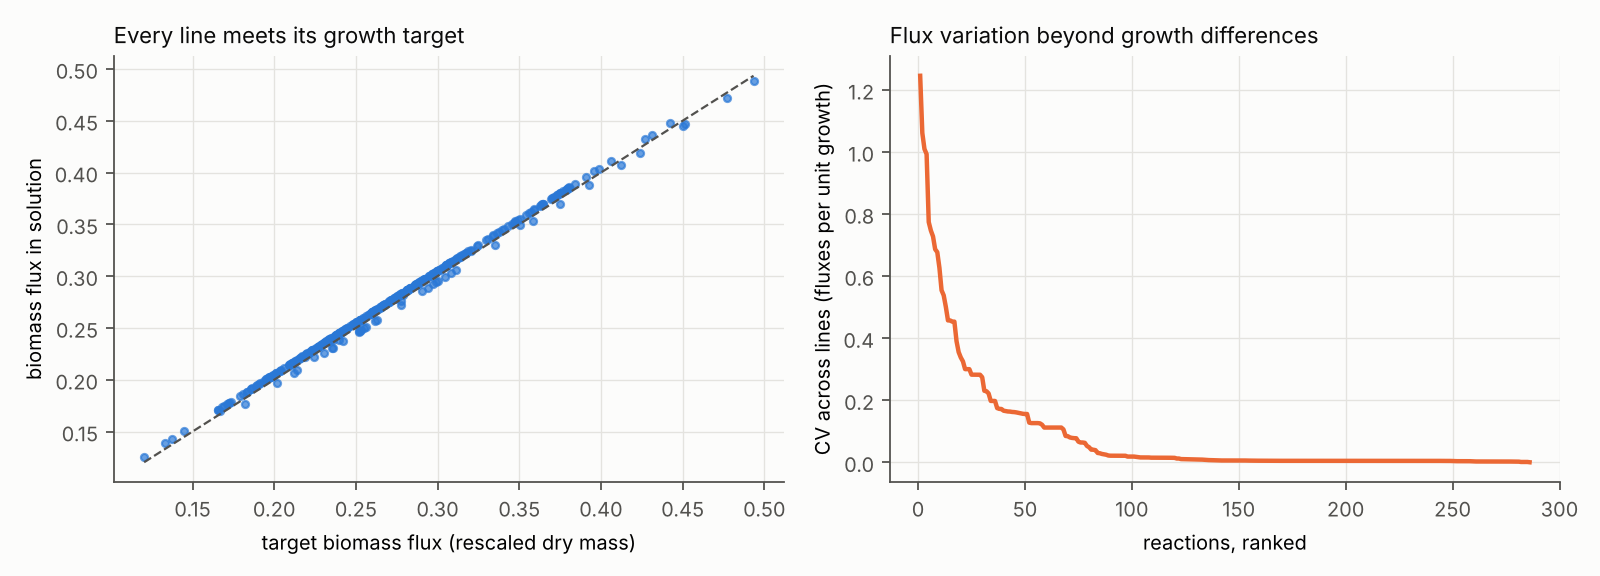 Every line meets its growth target
0.50
0.45
0.40
0.35
0.30
0.25
0.20
0.15
biomass flux in solution
0.15 0.20 0.25 0.30 0.35 0.40 0.45 0.50
target biomass flux (rescaled dry mass)
Flux variation beyond growth differences
1.2
1.0
0.8
0.6
0.4
0.2
0.0
CV across lines (fluxes per unit growth)
0 50 100 150 200 250 300
reactions, ranked